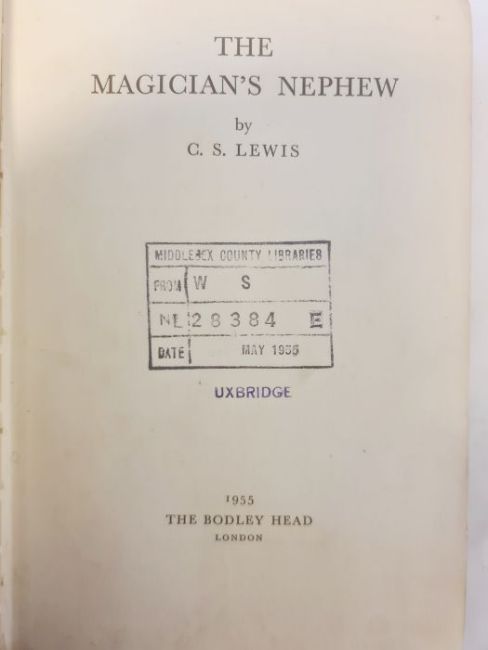 THE
MAGICIAN'S NEPHEW
by
C. S. LEWIS
MIDDLESEX COUNTY LIBRARIES
FROM W S
NL 28384 E
DATE MAY 1955
UXBRIDGE
1955
THE BODLEY HEAD
LONDON